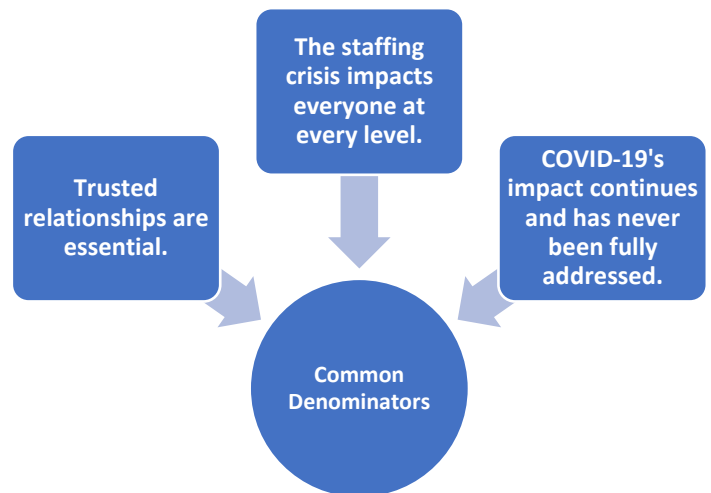 The staffing
crisis impacts
everyone at
every level.
Trusted
relationships are
essential.
COVID-19's
impact continues
and has never
been fully
addressed.
Common
Denominators